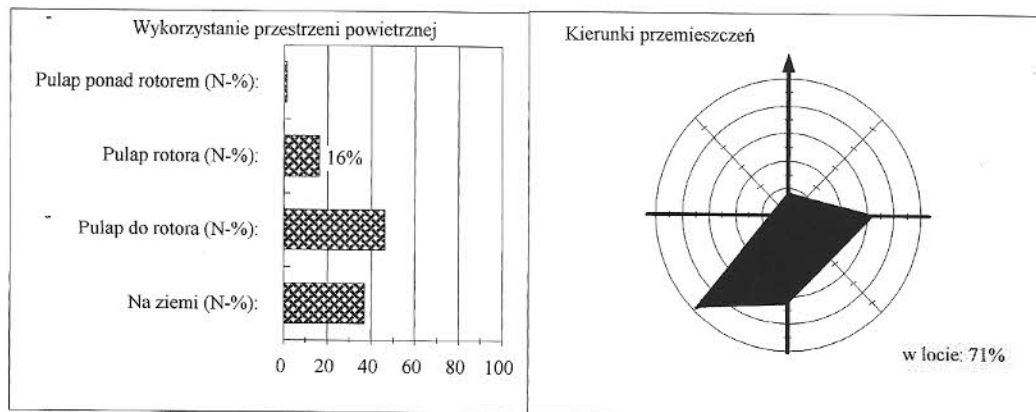 Wykorzystanie przestrzeni powietrznej
Pulap ponad rotorem (N-%):
Pulap rotora (N-%):
16%
Pulap do rotora (N-%):
Na ziemi (N-%):
0 20 40 60 80 100
Kierunki przemieszczeń
w locie: 71%